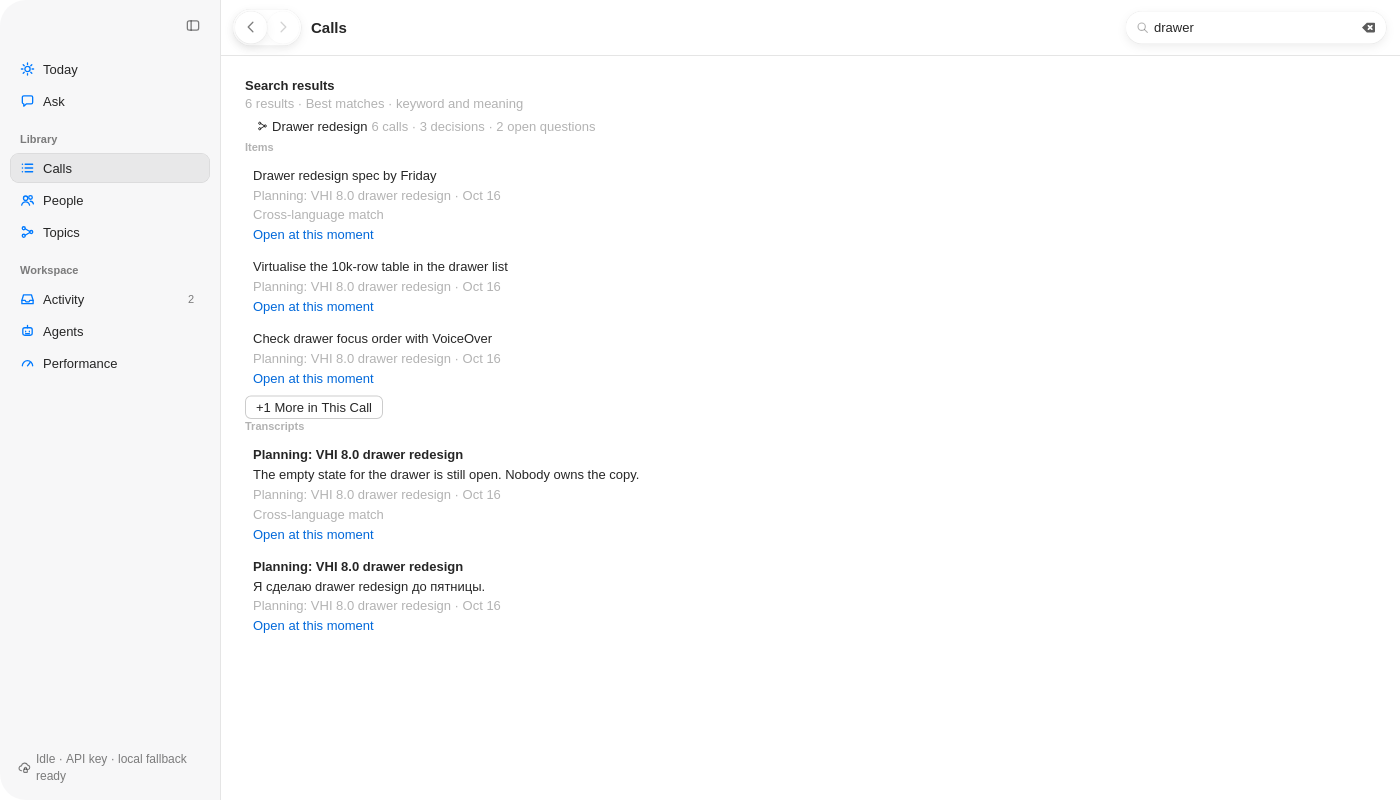 Calls
drawer
Today
Ask
Library
Calls
People
Topics
Workspace
Activity 2
Agents
Performance
Idle · API key · local fallback
ready
Search results
6 results · Best matches · keyword and meaning
Drawer redesign 6 calls · 3 decisions · 2 open questions
Items
Drawer redesign spec by Friday
Planning: VHI 8.0 drawer redesign · Oct 16
Cross-language match
Open at this moment
Virtualise the 10k-row table in the drawer list
Planning: VHI 8.0 drawer redesign · Oct 16
Open at this moment
Check drawer focus order with VoiceOver
Planning: VHI 8.0 drawer redesign · Oct 16
Open at this moment
+1 More in This Call
Transcripts
Planning: VHI 8.0 drawer redesign
The empty state for the drawer is still open. Nobody owns the copy.
Planning: VHI 8.0 drawer redesign · Oct 16
Cross-language match
Open at this moment
Planning: VHI 8.0 drawer redesign
Я сделаю drawer redesign до пятницы.
Planning: VHI 8.0 drawer redesign · Oct 16
Open at this moment